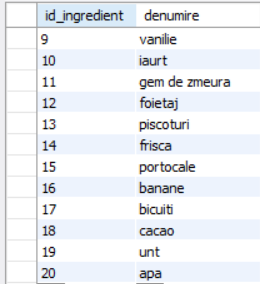 id_ingredient denumire
9 vanilie
10 iaurt
11 gem de zmeura
12 foietaj
13 piscoturi
14 frisca
15 portocale
16 banane
17 bicuiti
18 cacao
19 unt
20 apa